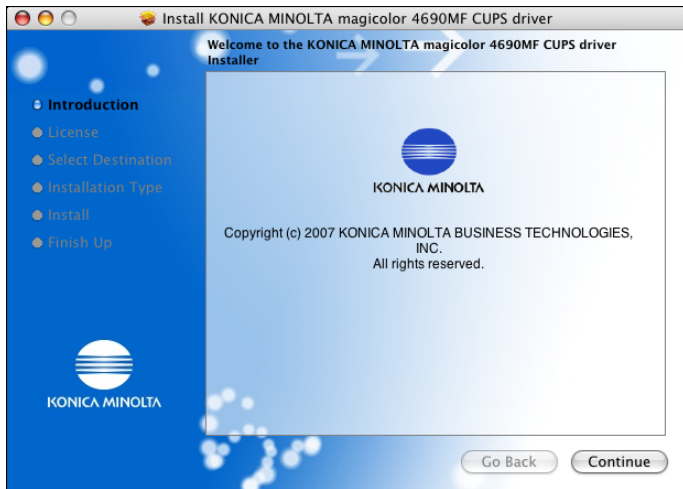 Install KONICA MINOLTA magicolor 4690MF CUPS driver
Welcome to the KONICA MINOLTA magicolor 4690MF CUPS driver
Installer
Introduction
License
Select Destination
Installation Type
Install
Finish Up
KONICA MINOLTA
KONICA MINOLTA
Copyright (c) 2007 KONICA MINOLTA BUSINESS TECHNOLOGIES,
INC.
All rights reserved.
Go Back
Continue